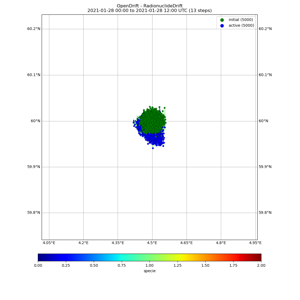 OpenDrift - RadionuclideDrift
2021-01-28 00:00 to 2021-01-28 12:00 UTC (13 steps)
initial (5000)
active (5000)
60.2°N 60.2°N
60.1°N 60.1°N
60°N 60°N
59.9°N 59.9°N
59.8°N 59.8°N
4.05°E 4.2°E 4.35°E 4.5°E 4.65°E 4.8°E 4.95°E
0.00 0.25 0.50 0.75 1.00 1.25 1.50 1.75 2.00
specie